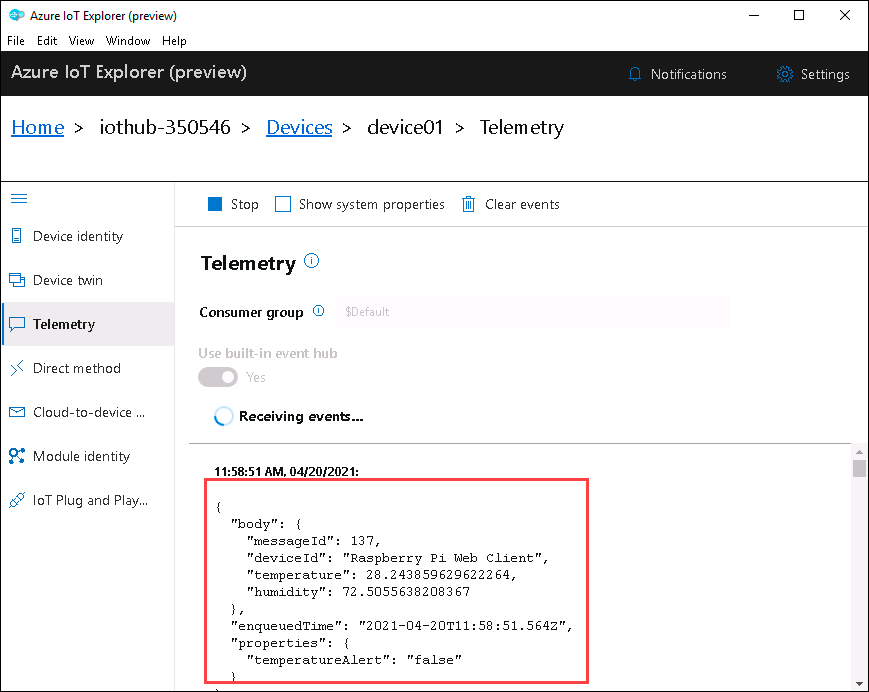 Azure IoT Explorer (preview)
File Edit View Window Help
Azure IoT Explorer (preview)
Notifications
Settings
Home > iothub-350546 > Devices > device01 > Telemetry
Stop
Show system properties
Clear events
Device identity
Device twin
Telemetry
Direct method
Cloud-to-device ...
Module identity
IoT Plug and Play...
Telemetry
Consumer group
$Default
Use built-in event hub
Yes
Receiving events...
11:58:51 AM, 04/20/2021:
{
"body": {
"messageId": 137,
"deviceId": "Raspberry Pi Web Client",
"temperature": 28.243859629622264,
"humidity": 72.5055638208367
},
"enqueuedTime": "2021-04-20T11:58:51.564Z",
"properties": {
"temperatureAlert": "false"
}